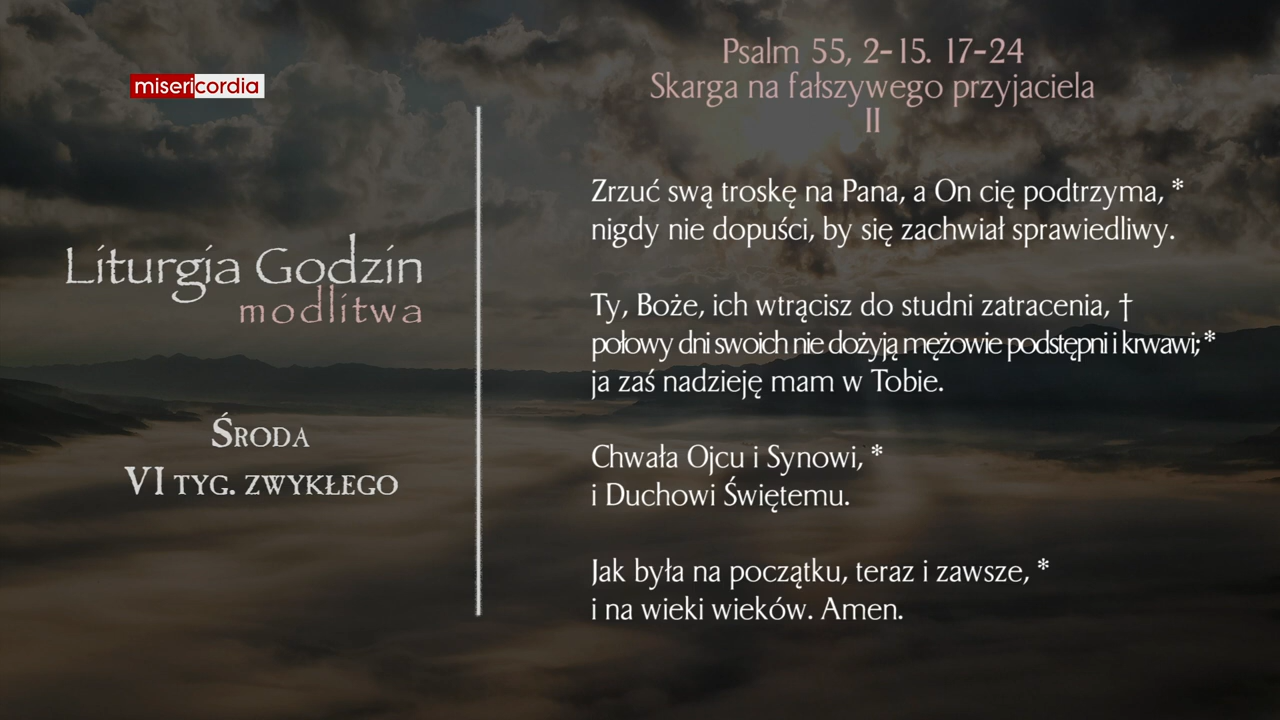 misericordia
Liturgia Godzin
modlitwa
Środa
VI tyg. zwykłego
Psalm 55, 2-15. 17-24
Skarga na fałszywego przyjaciela
II
Zrzuć swą troskę na Pana, a On cię podtrzyma, *
nigdy nie dopuści, by się zachwiał sprawiedliwy.
Ty, Boże, ich wtrącisz do studni zatracenia, †
połowy dni swoich nie dożyją mężowie podstępni i krwawi; *
ja zaś nadzieję mam w Tobie.
Chwała Ojcu i Synowi, *
i Duchowi Świętemu.
Jak była na początku, teraz i zawsze, *
i na wieki wieków. Amen.